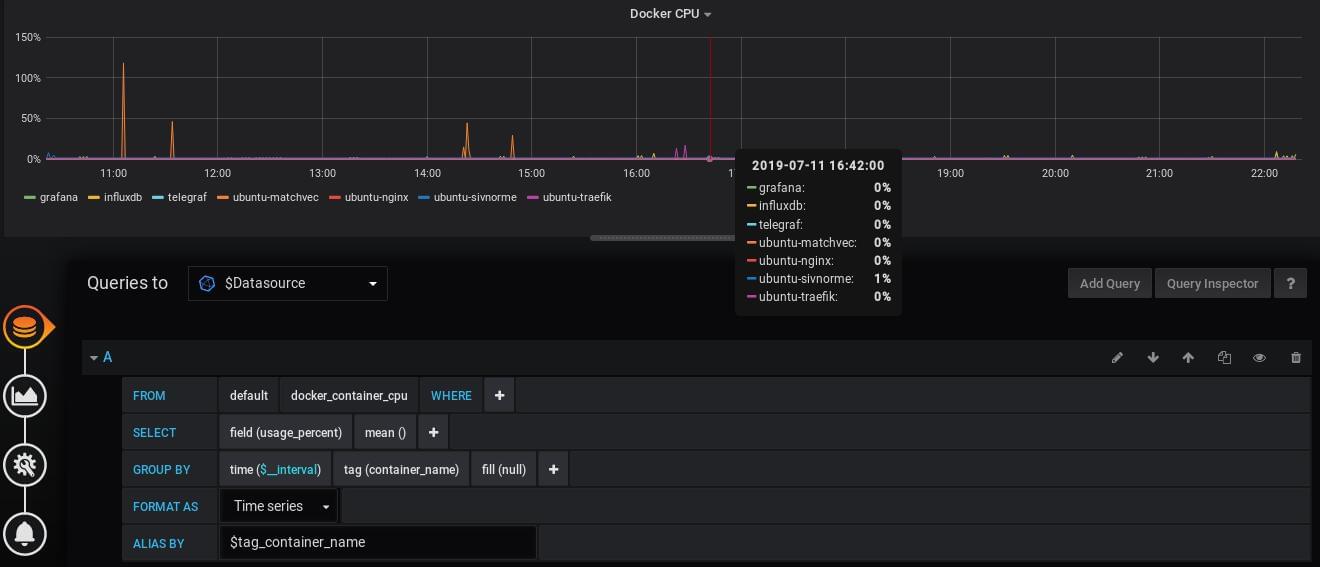 Docker CPU
150%
100%
50%
0%
11:00 12:00 13:00 14:00 15:00 16:00 17 19:00 20:00 21:00 22:00
grafana influxdb telegraf ubuntu-matchvec ubuntu-nginx ubuntu-sivnorme ubuntu-traefik
2019-07-11 16:42:00
grafana: 0%
influxdb: 0%
telegraf: 0%
ubuntu-matchvec: 0%
ubuntu-nginx: 0%
ubuntu-sivnorme: 1%
ubuntu-traefik: 0%
Queries to $Datasource Add Query Query Inspector ?
A
FROM default docker_container_cpu WHERE +
SELECT field (usage_percent) mean () +
GROUP BY time ($__interval) tag (container_name) fill (null) +
FORMAT AS Time series
ALIAS BY $tag_container_name